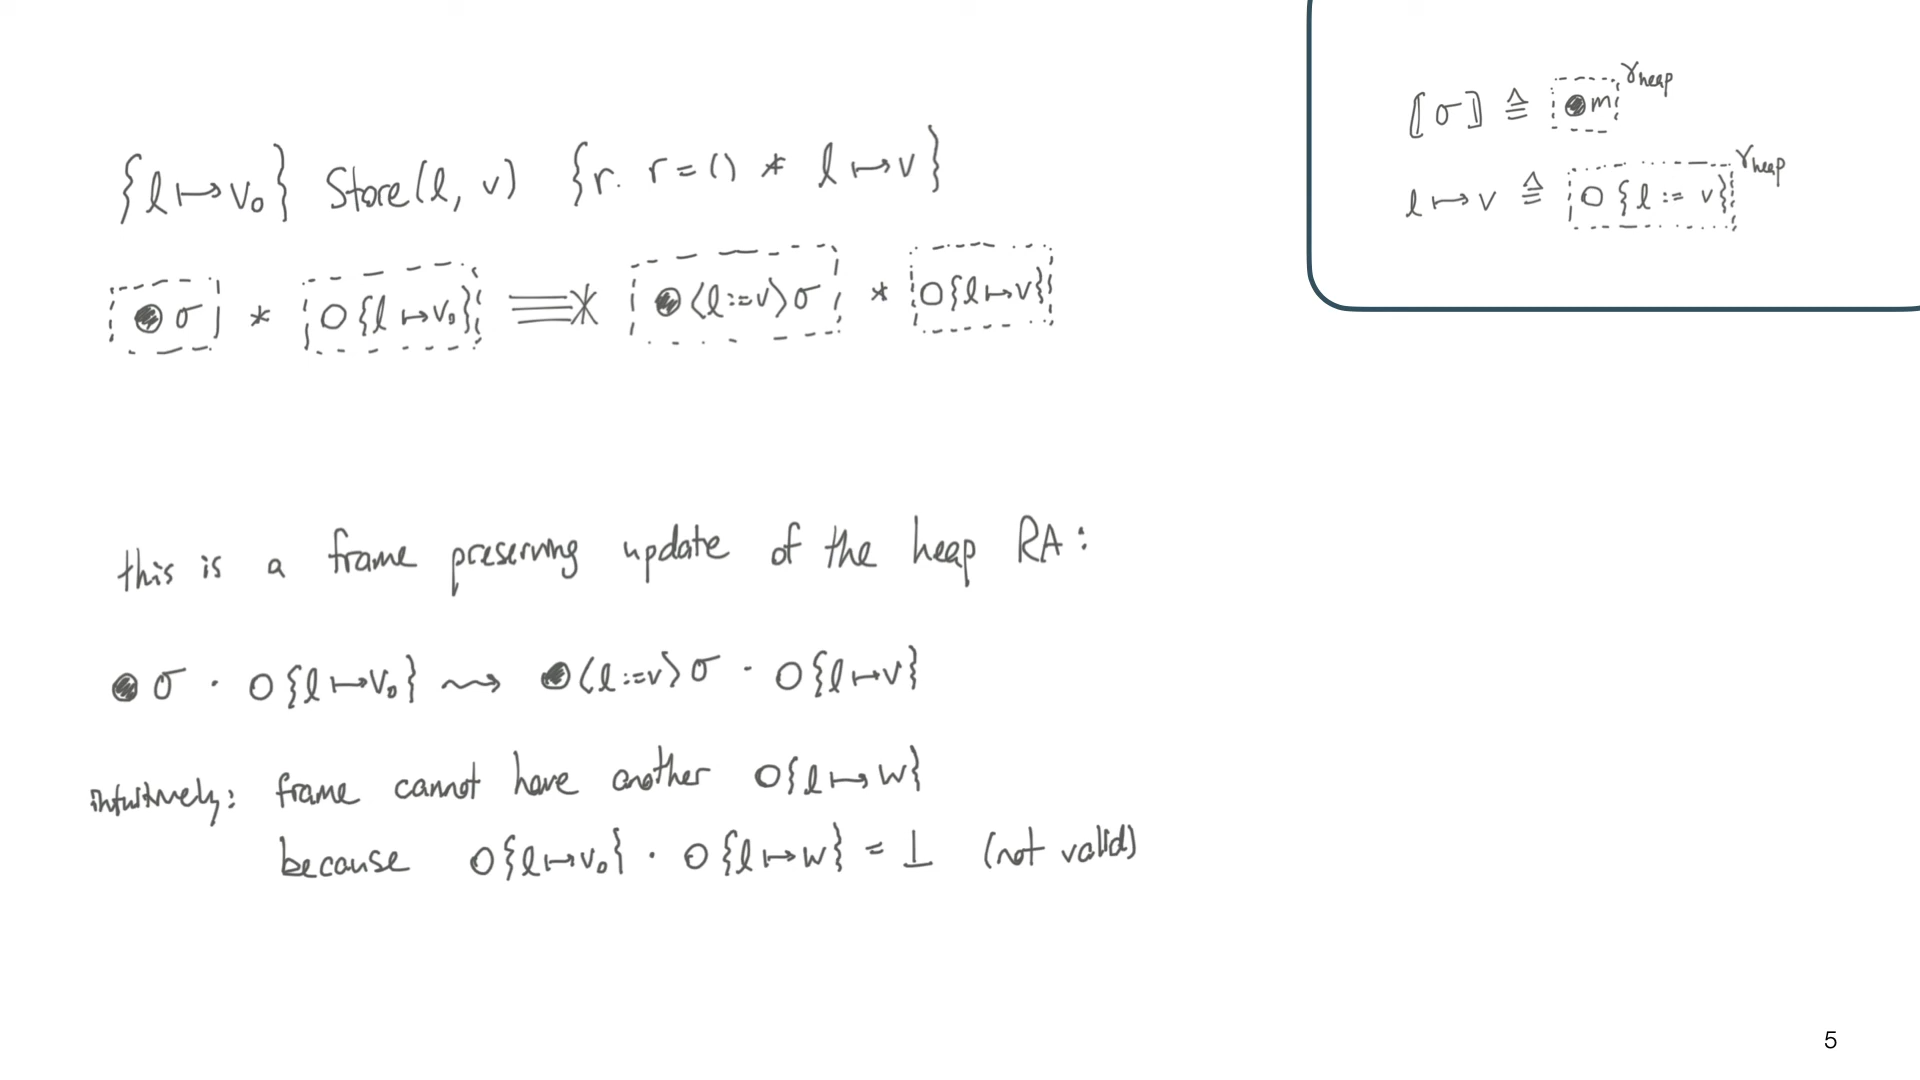 ⟦σ⟧ ≜ ●m γheap
l ↦ v ≜ ○{l := v} γheap
{l ↦ v₀} Store(l, v) {r. r = () * l ↦ v}
●σ * ○{l ↦ v₀} ≡∗ ●⟨l:=v⟩σ * ○{l ↦ v}
this is a frame preserving update of the heap RA:
●σ · ○{l ↦ v₀} ⇝ ●⟨l:=v⟩σ · ○{l ↦ v}
intuitively: frame cannot have another ○{l ↦ w}
because ○{l ↦ v₀} · ○{l ↦ w} = ⊥ (not valid)
5